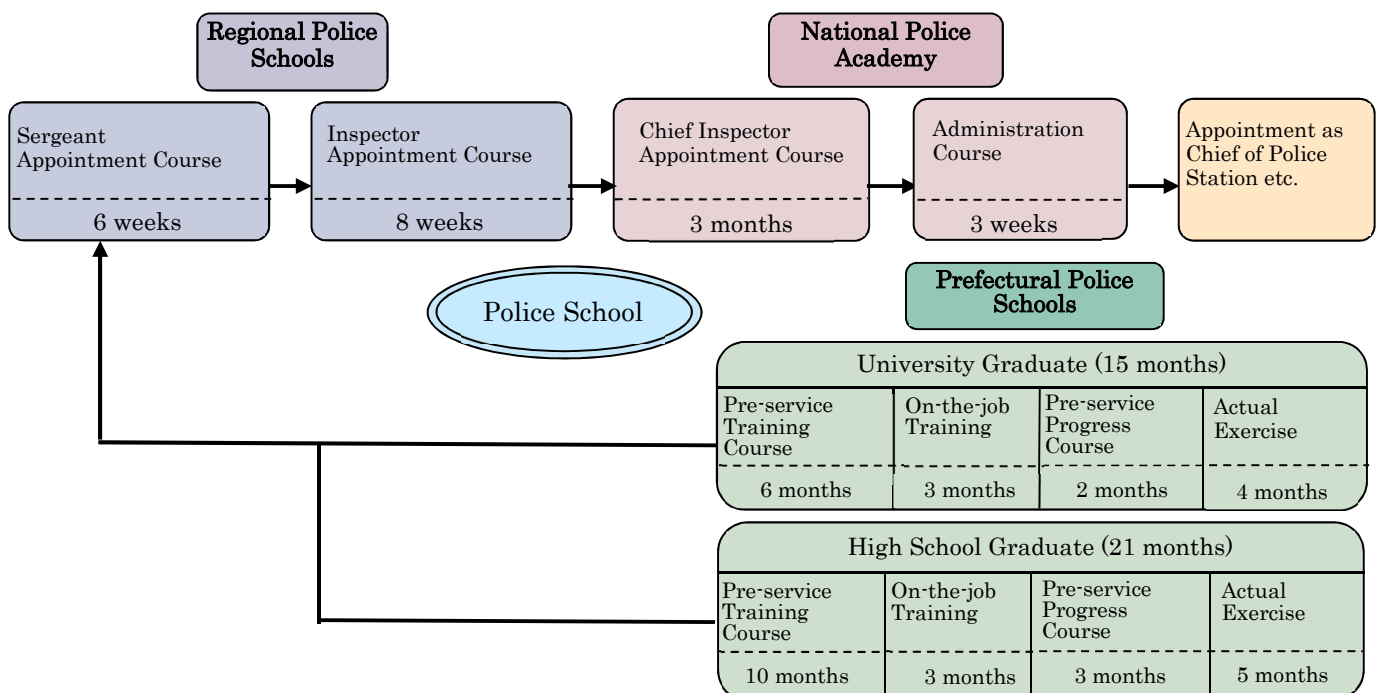 Regional Police
Schools
National Police
Academy
Sergeant
Appointment Course
6 weeks
Inspector
Appointment Course
8 weeks
Chief Inspector
Appointment Course
3 months
Administration
Course
3 weeks
Appointment as
Chief of Police
Station etc.
Police School
Prefectural Police
Schools
University Graduate (15 months)
Pre-service
Training
Course
6 months
On-the-job
Training
3 months
Pre-service
Progress
Course
2 months
Actual
Exercise
4 months
High School Graduate (21 months)
Pre-service
Training
Course
10 months
On-the-job
Training
3 months
Pre-service
Progress
Course
3 months
Actual
Exercise
5 months